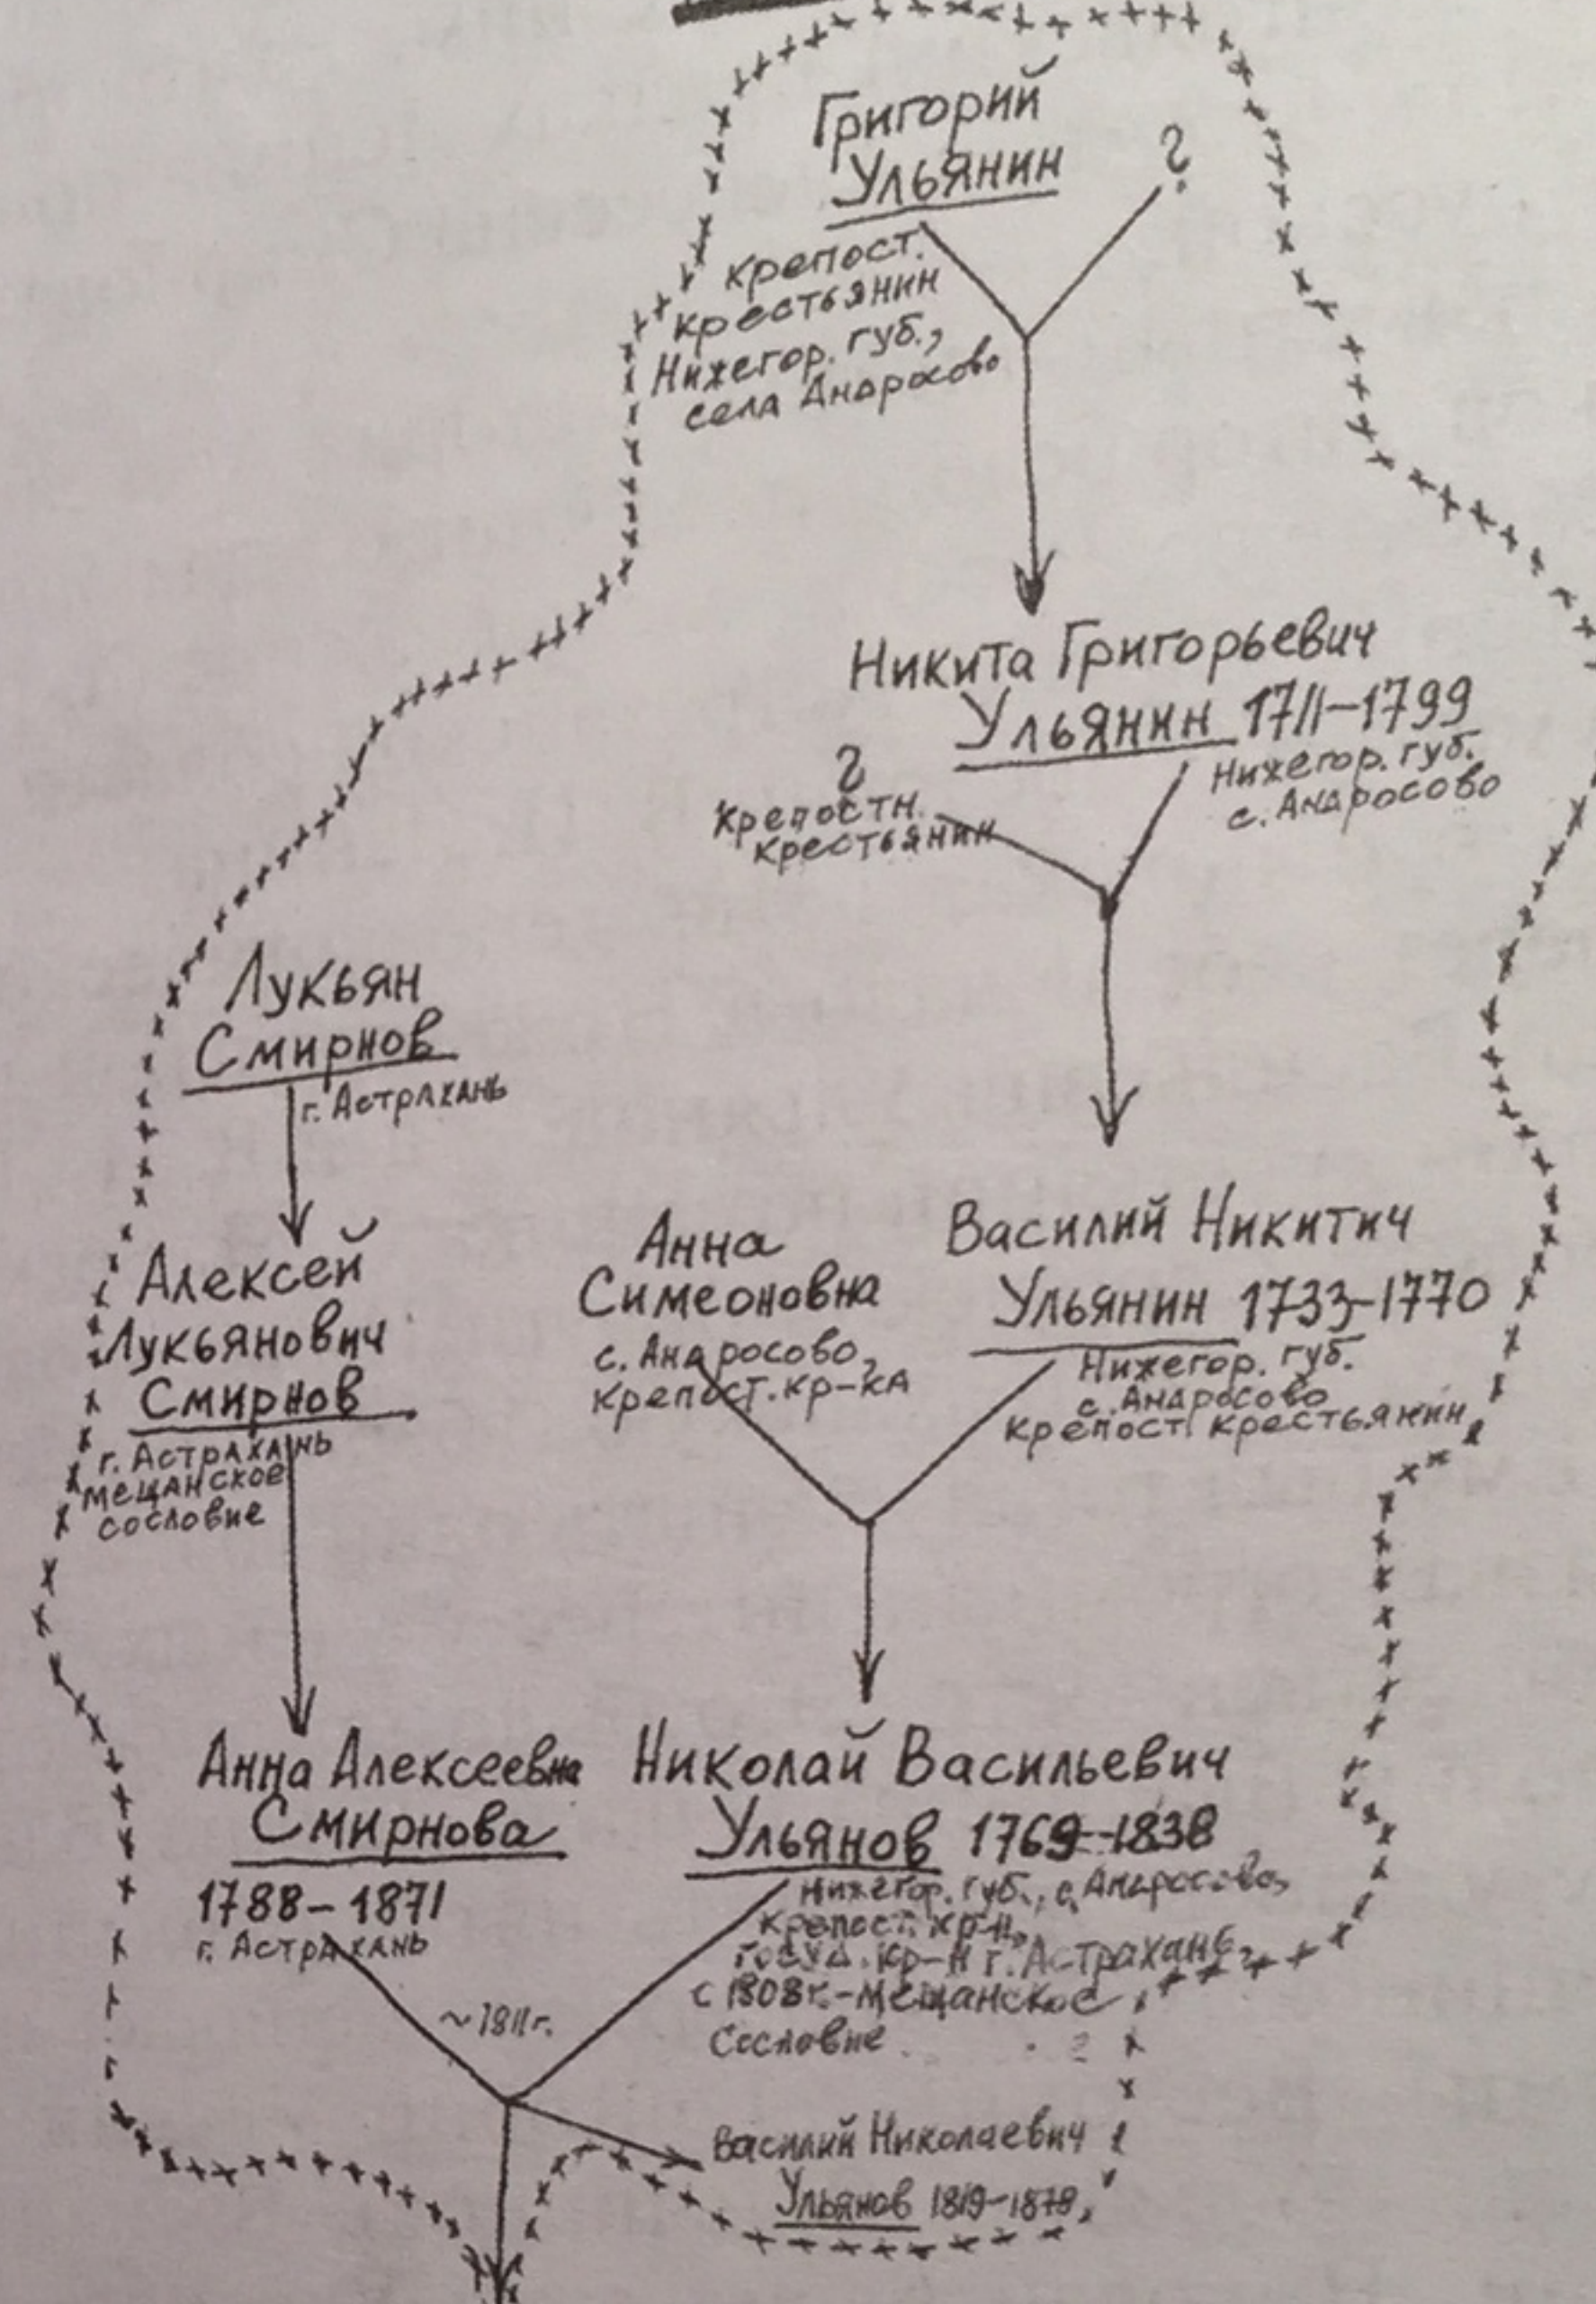 Григорий
Ульянин
?
крепост.
крестьянин
Нижегор. губ.,
села Андросово
Никита Григорьевич
Ульянин 1711-1799
Нижегор. губ.
с. Андросово
?
крепостн.
крестьянин
Лукьян
Смирнов
г. Астрахань
Алексей
Лукьянович
Смирнов
г. Астрахань
мещанское
сословие
Анна
Симеоновна
с. Андросово,
крепост. кр-ка
Василий Никитич
Ульянин 1733-1770
Нижегор. губ.
с. Андросово
крепост. крестьянин
Анна Алексеевна
Смирнова
1788-1871
г. Астрахань
Николай Васильевич
Ульянов 1769-1838
Нижегор. губ., с. Андросово,
крепост. кр-н,
госуд. кр-н г. Астрахань,
с 1808г.-мещанское
сословие
~1811г.
Василий Николаевич
Ульянов 1819-1878